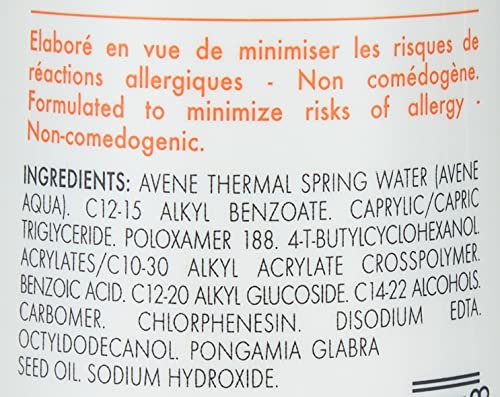 Elaboré en vue de minimiser les risques de
réactions allergiques - Non comédogène.
Formulated to minimize risks of allergy -
Non-comedogenic.
INGREDIENTS: AVENE THERMAL SPRING WATER (AVENE
AQUA). C12-15 ALKYL BENZOATE. CAPRYLIC/CAPRIC
TRIGLYCERIDE. POLOXAMER 188. 4-T-BUTYLCYCLOHEXANOL.
ACRYLATES/C10-30 ALKYL ACRYLATE CROSSPOLYMER.
BENZOIC ACID. C12-20 ALKYL GLUCOSIDE. C14-22 ALCOHOLS.
CARBOMER. CHLORPHENESIN. DISODIUM EDTA.
OCTYLDODECANOL. PONGAMIA GLABRA
SEED OIL. SODIUM HYDROXIDE.